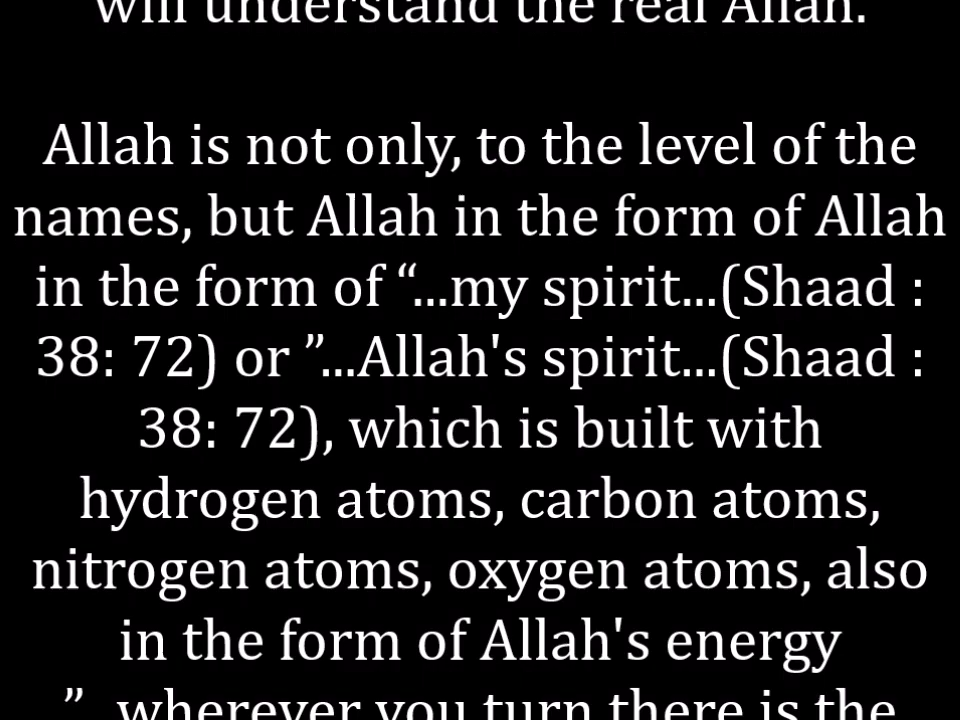 will understand the real Allah.
Allah is not only, to the level of the
names, but Allah in the form of Allah
in the form of “...my spirit...(Shaad :
38: 72) or ”...Allah's spirit...(Shaad :
38: 72), which is built with
hydrogen atoms, carbon atoms,
nitrogen atoms, oxygen atoms, also
in the form of Allah's energy
”...wherever you turn there is the